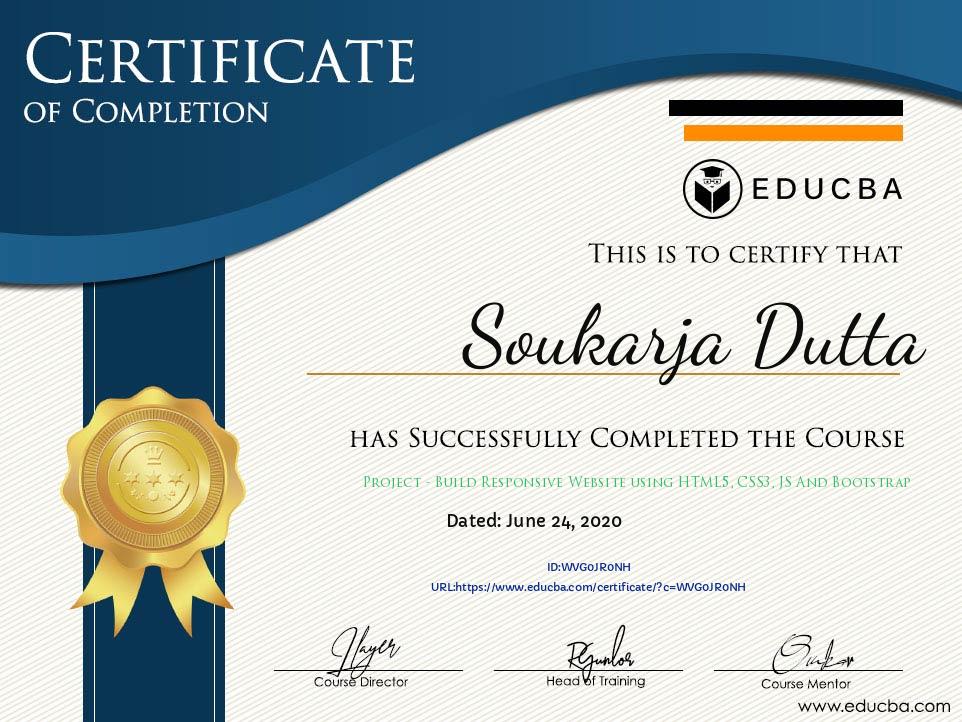 CERTIFICATE
OF COMPLETION
EDUCBA
THIS IS TO CERTIFY THAT
Soukarja Dutta
HAS SUCCESSFULLY COMPLETED THE COURSE
PROJECT - BUILD RESPONSIVE WEBSITE USING HTML5, CSS3, JS AND BOOTSTRAP
Dated: June 24, 2020
ID:WVG0JR0NH
URL:https://www.educba.com/certificate/?c=WVG0JR0NH
Course Director
Head of Training
Course Mentor
www.educba.com